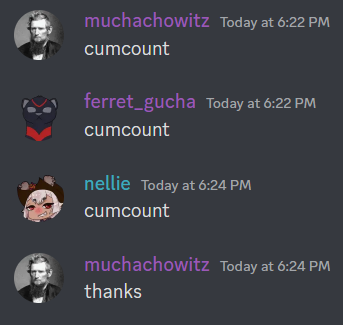 muchachowitz Today at 6:22 PM
cumcount
ferret_gucha Today at 6:22 PM
cumcount
nellie Today at 6:24 PM
cumcount
muchachowitz Today at 6:24 PM
thanks